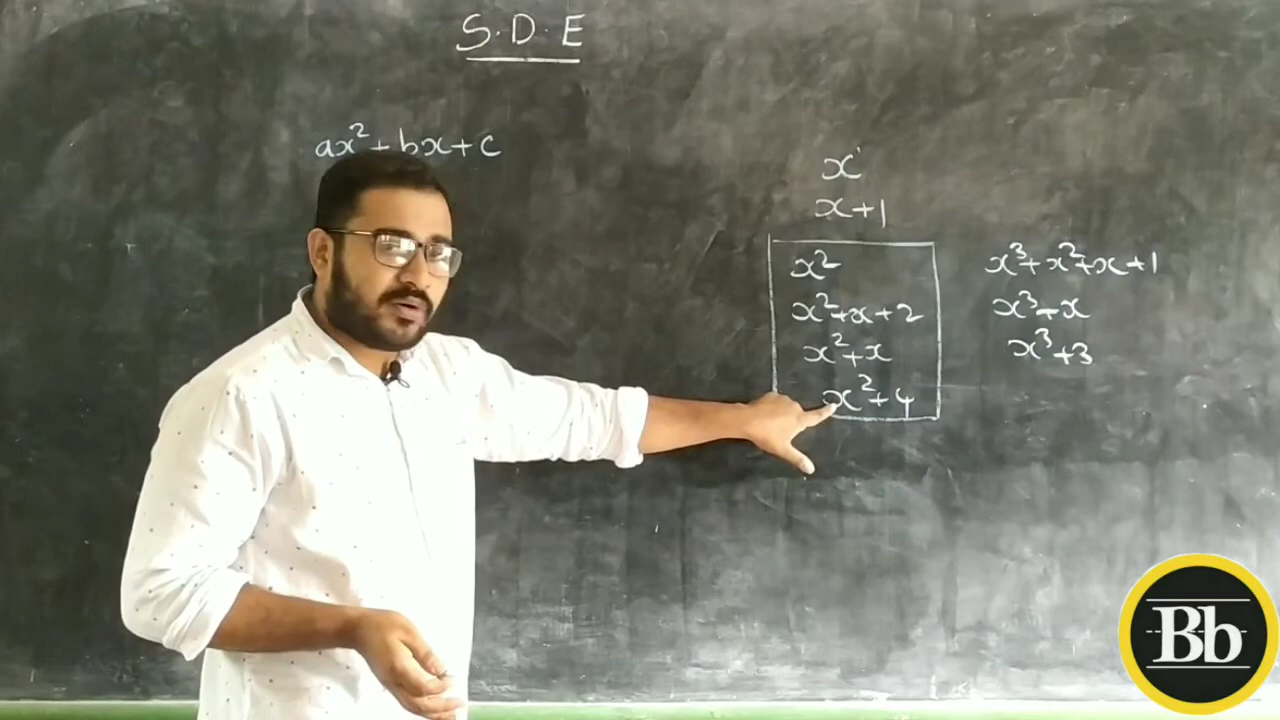 S.D.E
ax²+bx+c
x
x+1
x²
x²+x+2
x²+x
x²+4
x³+x²+x+1
x³+x
x³+3
Bb